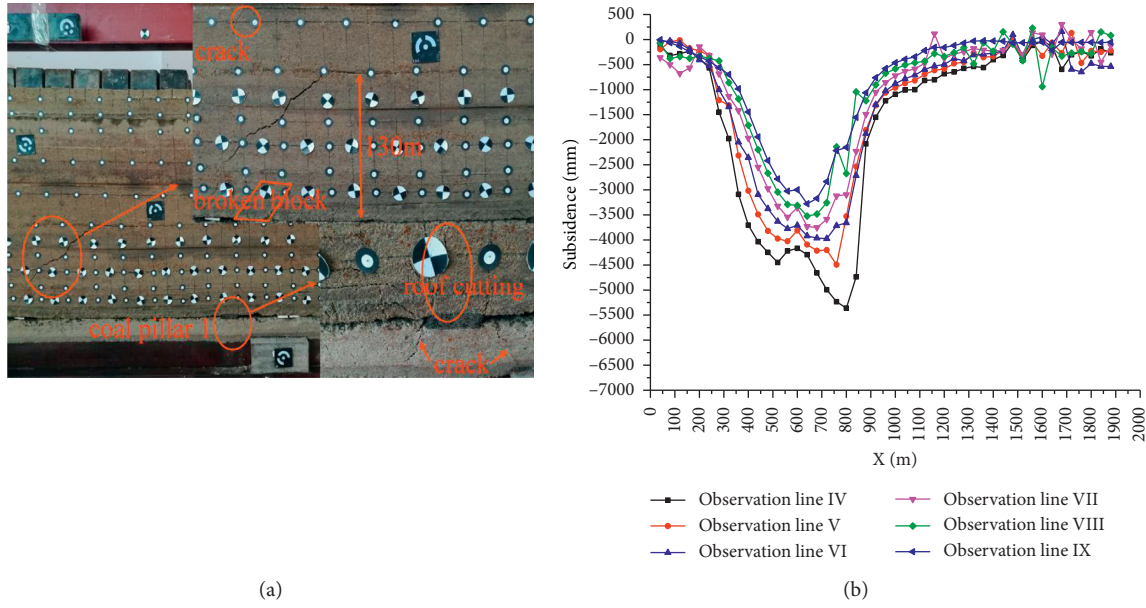 crack
130m
broken block
roof cutting
coal pillar 1
crack
(a)
500
0
–500
–1000
–1500
–2000
–2500
–3000
–3500
–4000
–4500
–5000
–5500
–6000
–6500
–7000
Subsidence (mm)
0 100 200 300 400 500 600 700 800 900 1000 1100 1200 1300 1400 1500 1600 1700 1800 1900 2000
X (m)
Observation line IV
Observation line V
Observation line VI
Observation line VII
Observation line VIII
Observation line IX
(b)